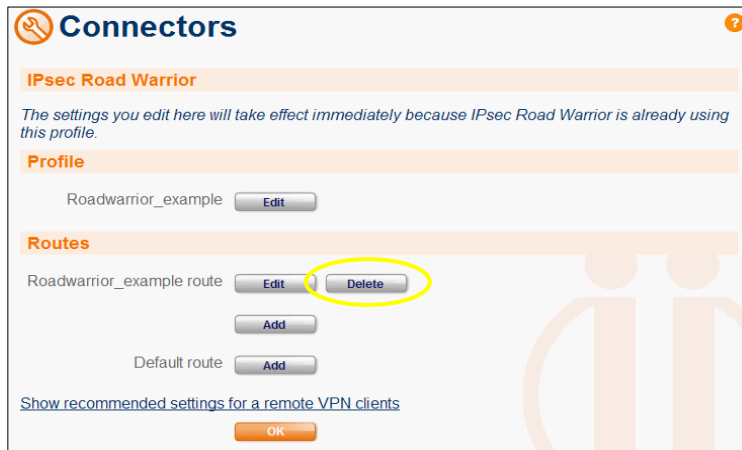 Connectors
?
IPsec Road Warrior
The settings you edit here will take effect immediately because IPsec Road Warrior is already using
this profile.
Profile
Roadwarrior_example Edit
Routes
Roadwarrior_example route Edit Delete
Add
Default route Add
Show recommended settings for a remote VPN clients
OK